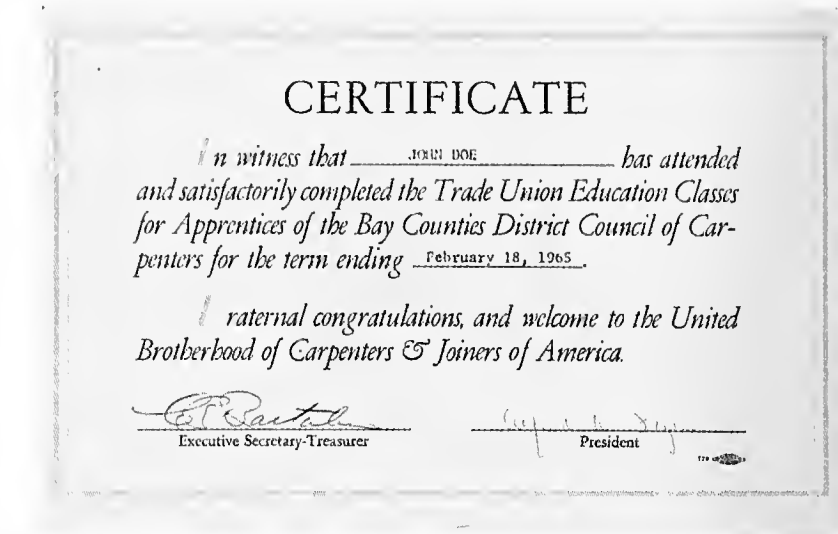 CERTIFICATE
In witness that JOHN DOE has attended
and satisfactorily completed the Trade Union Education Classes
for Apprentices of the Bay Counties District Council of Car-
penters for the term ending February 18, 1965.
raternal congratulations, and welcome to the United
Brotherhood of Carpenters & Joiners of America.
Executive Secretary-Treasurer
President